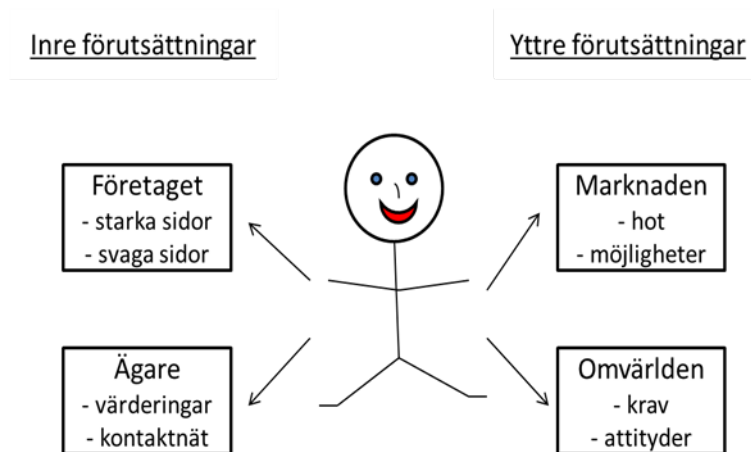 Inre förutsättningar
Yttre förutsättningar
Företaget
- starka sidor
- svaga sidor
Marknaden
- hot
- möjligheter
Ägare
- värderingar
- kontaktnät
Omvärlden
- krav
- attityder